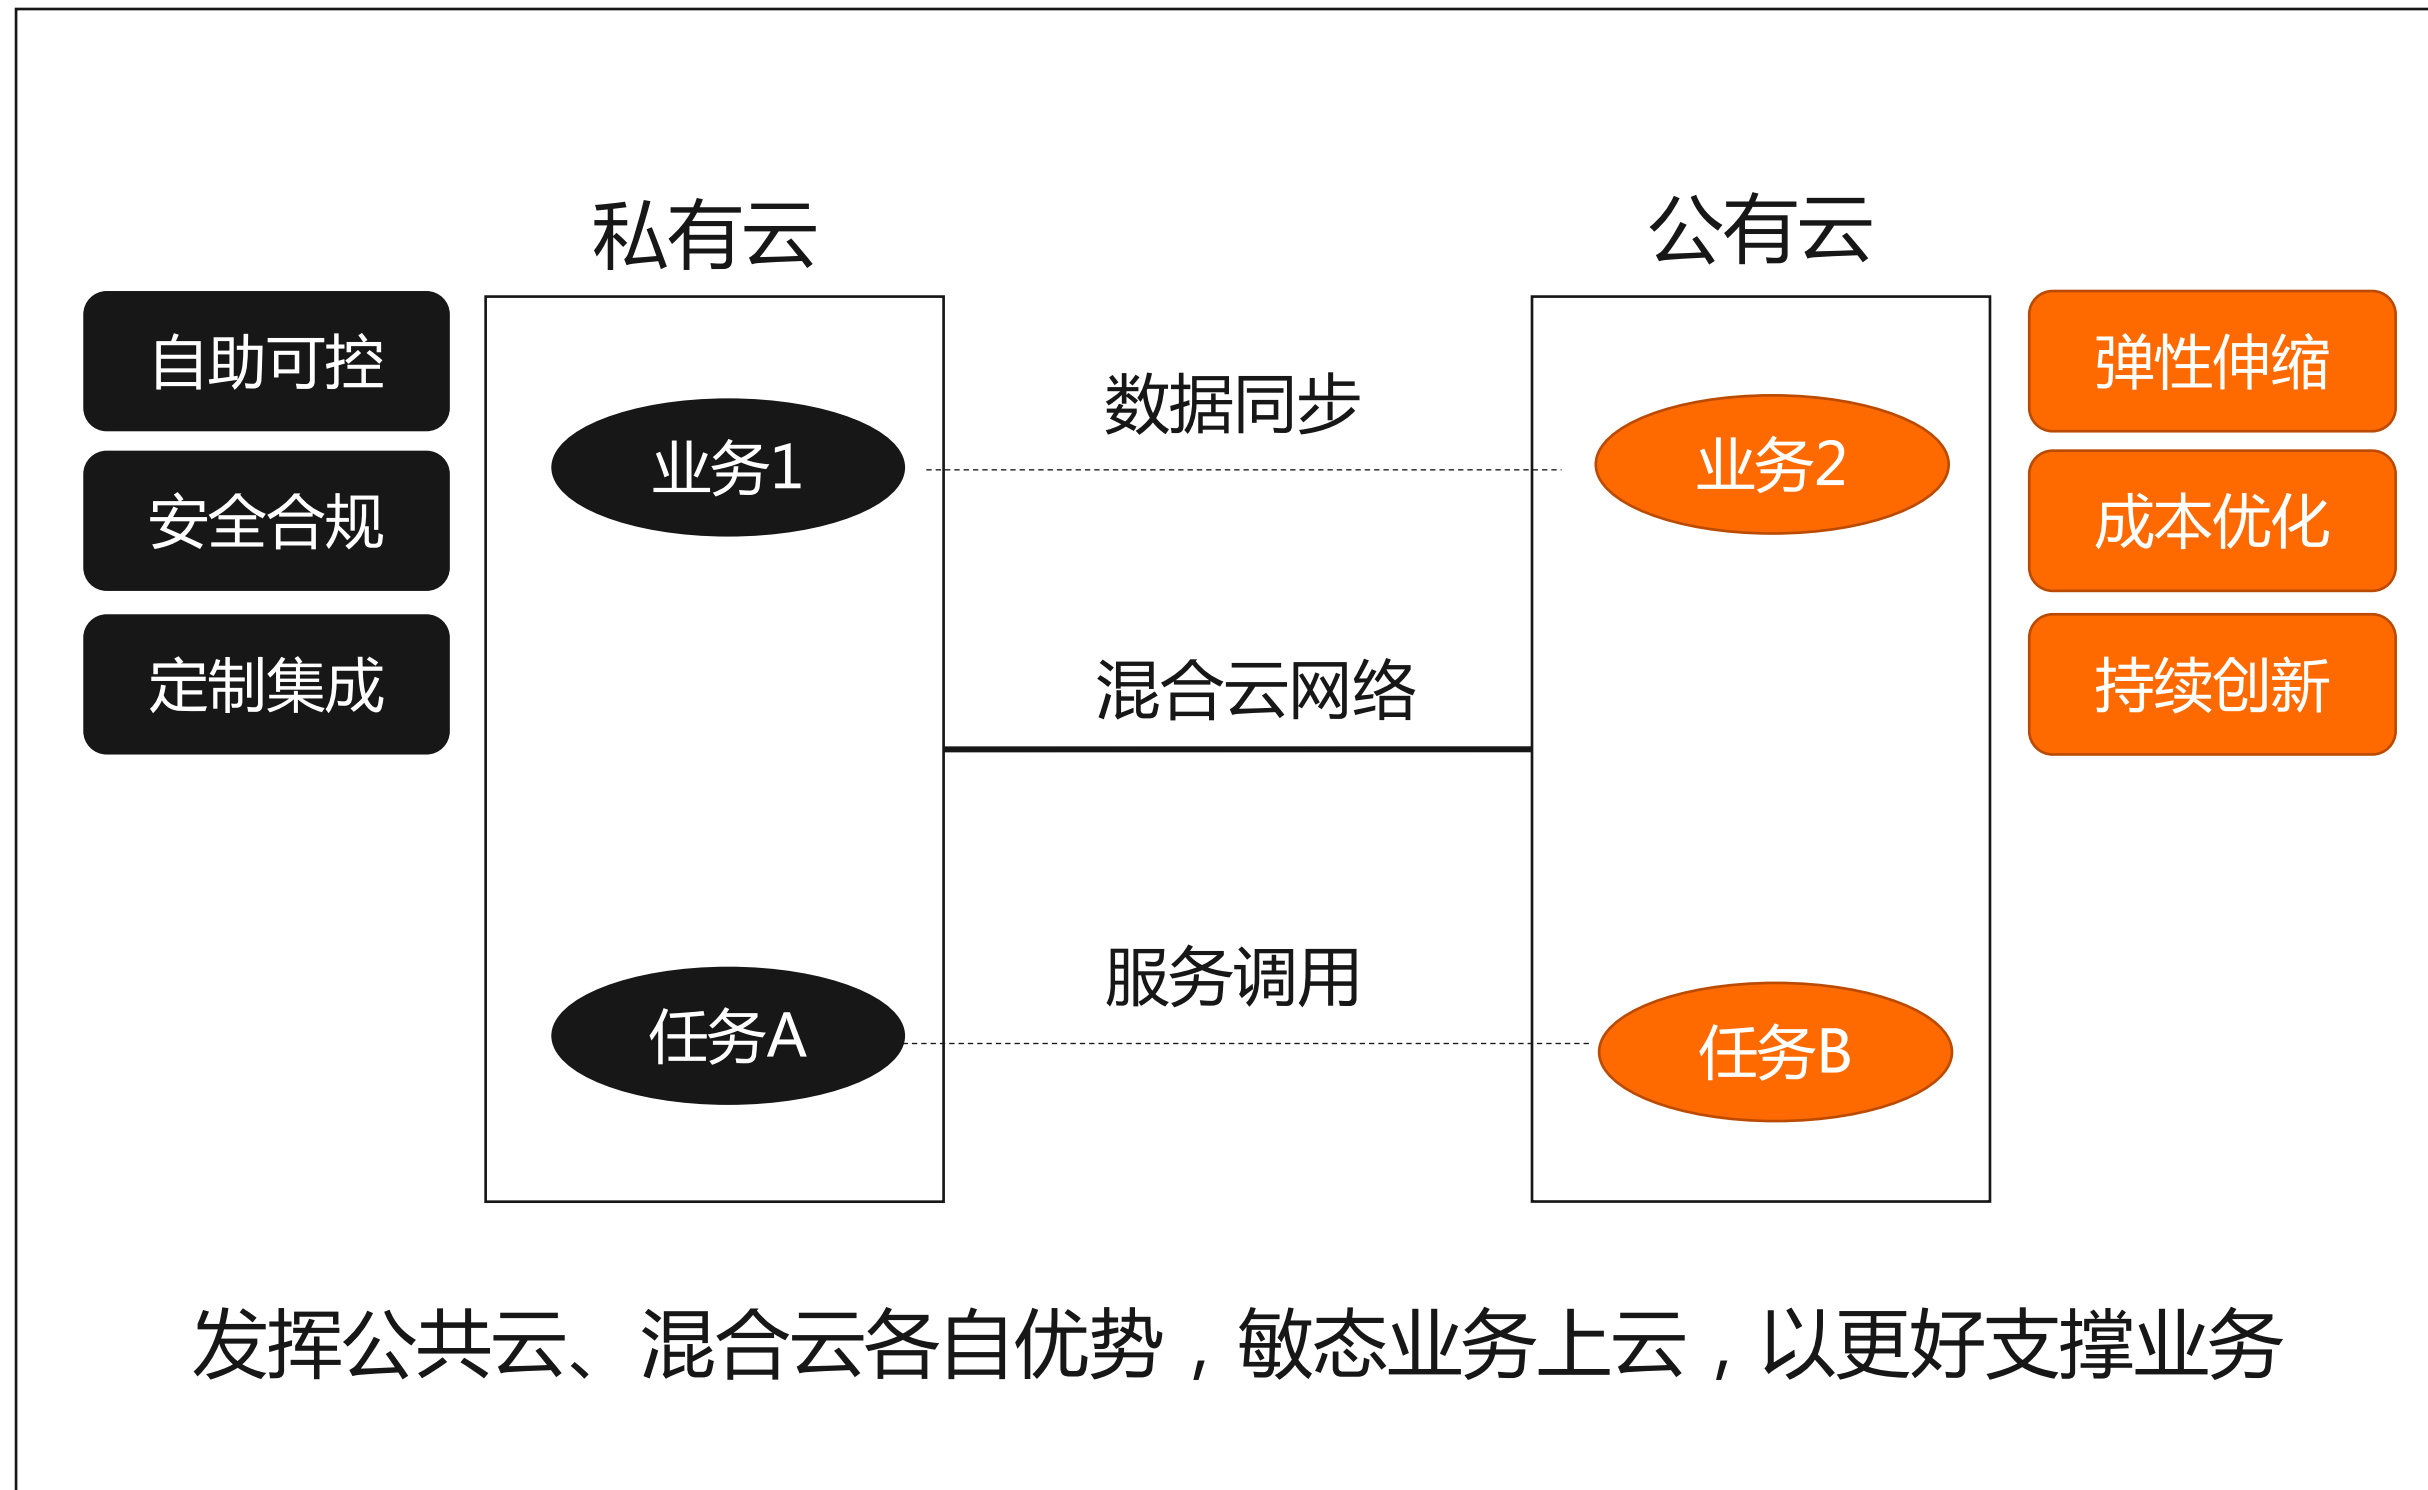 私有云
公有云
自助可控
安全合规
定制集成
业务1
数据同步
业务2
弹性伸缩
成本优化
持续创新
混合云网络
服务调用
任务A
任务B
发挥公共云、混合云各自优势，敏态业务上云，以更好支撑业务